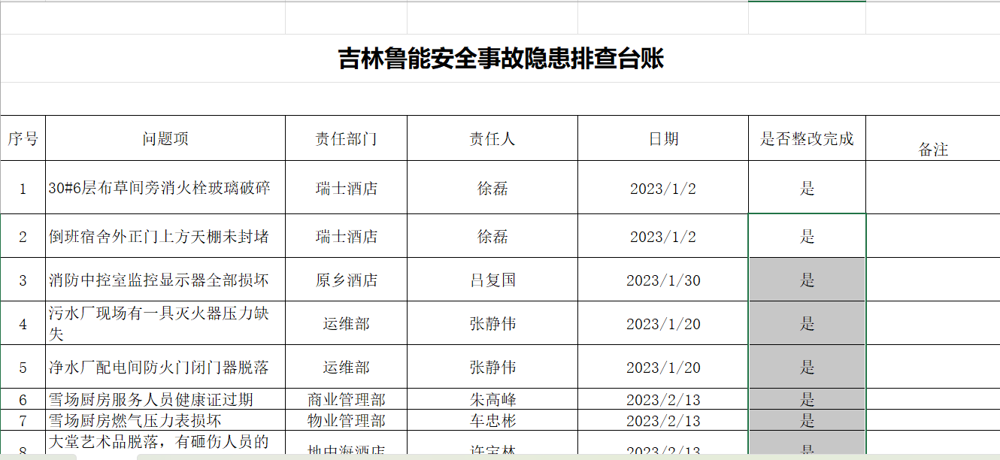 吉林鲁能安全事故隐患排查台账
序号 问题项 责任部门 责任人 日期 是否整改完成 备注
1 30#6层布草间旁消火栓玻璃破碎 瑞士酒店 徐磊 2023/1/2 是
2 倒班宿舍外正门上方天棚未封堵 瑞士酒店 徐磊 2023/1/2 是
3 消防中控室监控显示器全部损坏 原乡酒店 吕复国 2023/1/30 是
4 污水厂现场有一具灭火器压力缺
失 运维部 张静伟 2023/1/20 是
5 净水厂配电间防火门闭门器脱落 运维部 张静伟 2023/1/20 是
6 雪场厨房服务人员健康证过期 商业管理部 朱高峰 2023/2/13 是
7 雪场厨房燃气压力表损坏 物业管理部 车忠彬 2023/2/13 是
8 大堂艺术品脱落，有砸伤人员的 地中海酒店 许宝林 2023/2/13 是